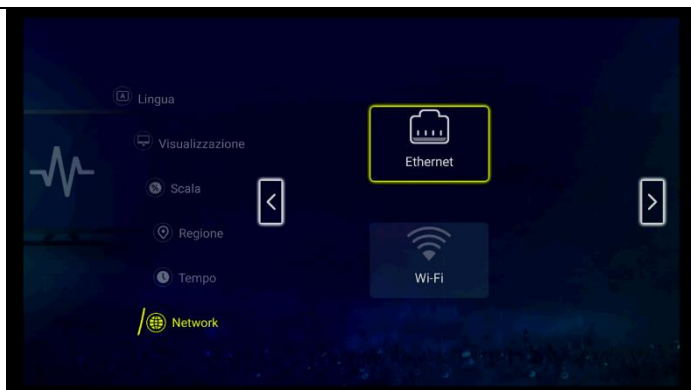 Lingua
Visualizzazione
Scala
Regione
Tempo
Network
Ethernet
Wi-Fi